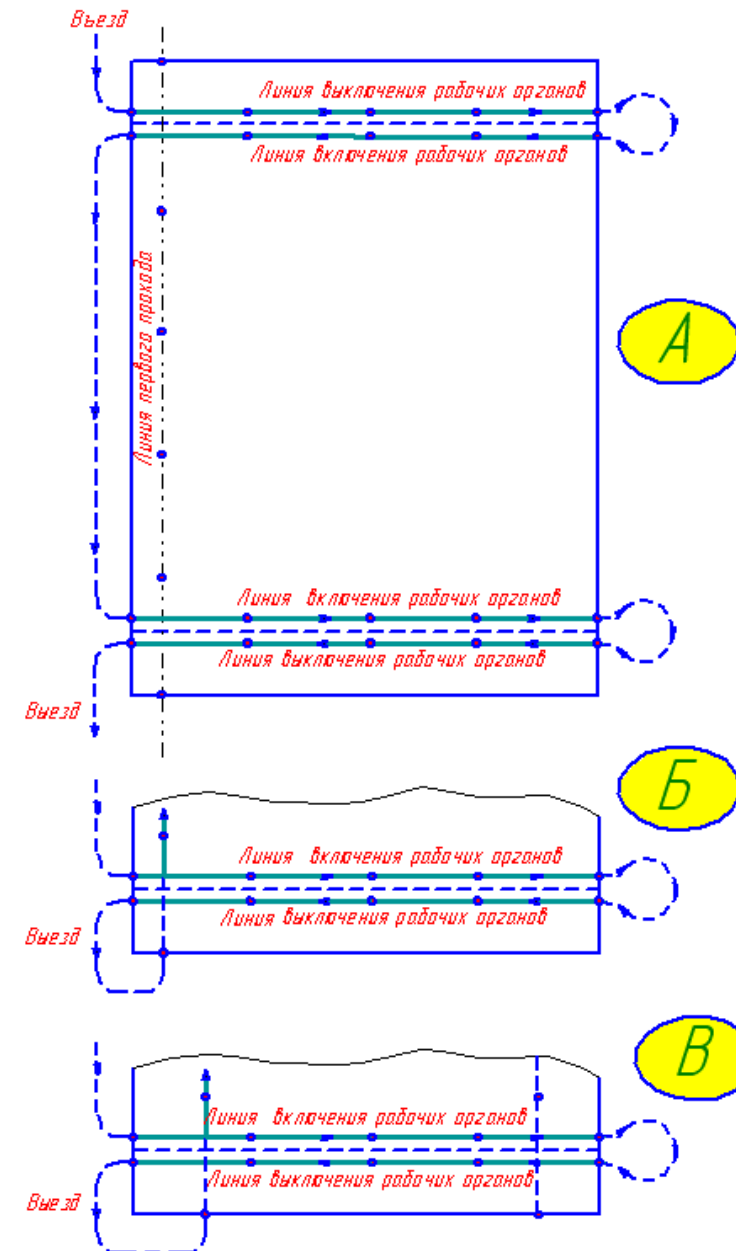 Въезд
Линия выключения рабочих органов
Линия включения рабочих органов
Линия первого прохода
А
Линия включения рабочих органов
Линия выключения рабочих органов
Выезд
Б
Линия включения рабочих органов
Линия выключения рабочих органов
Выезд
В
Линия включения рабочих органов
Линия выключения рабочих органов
Выезд